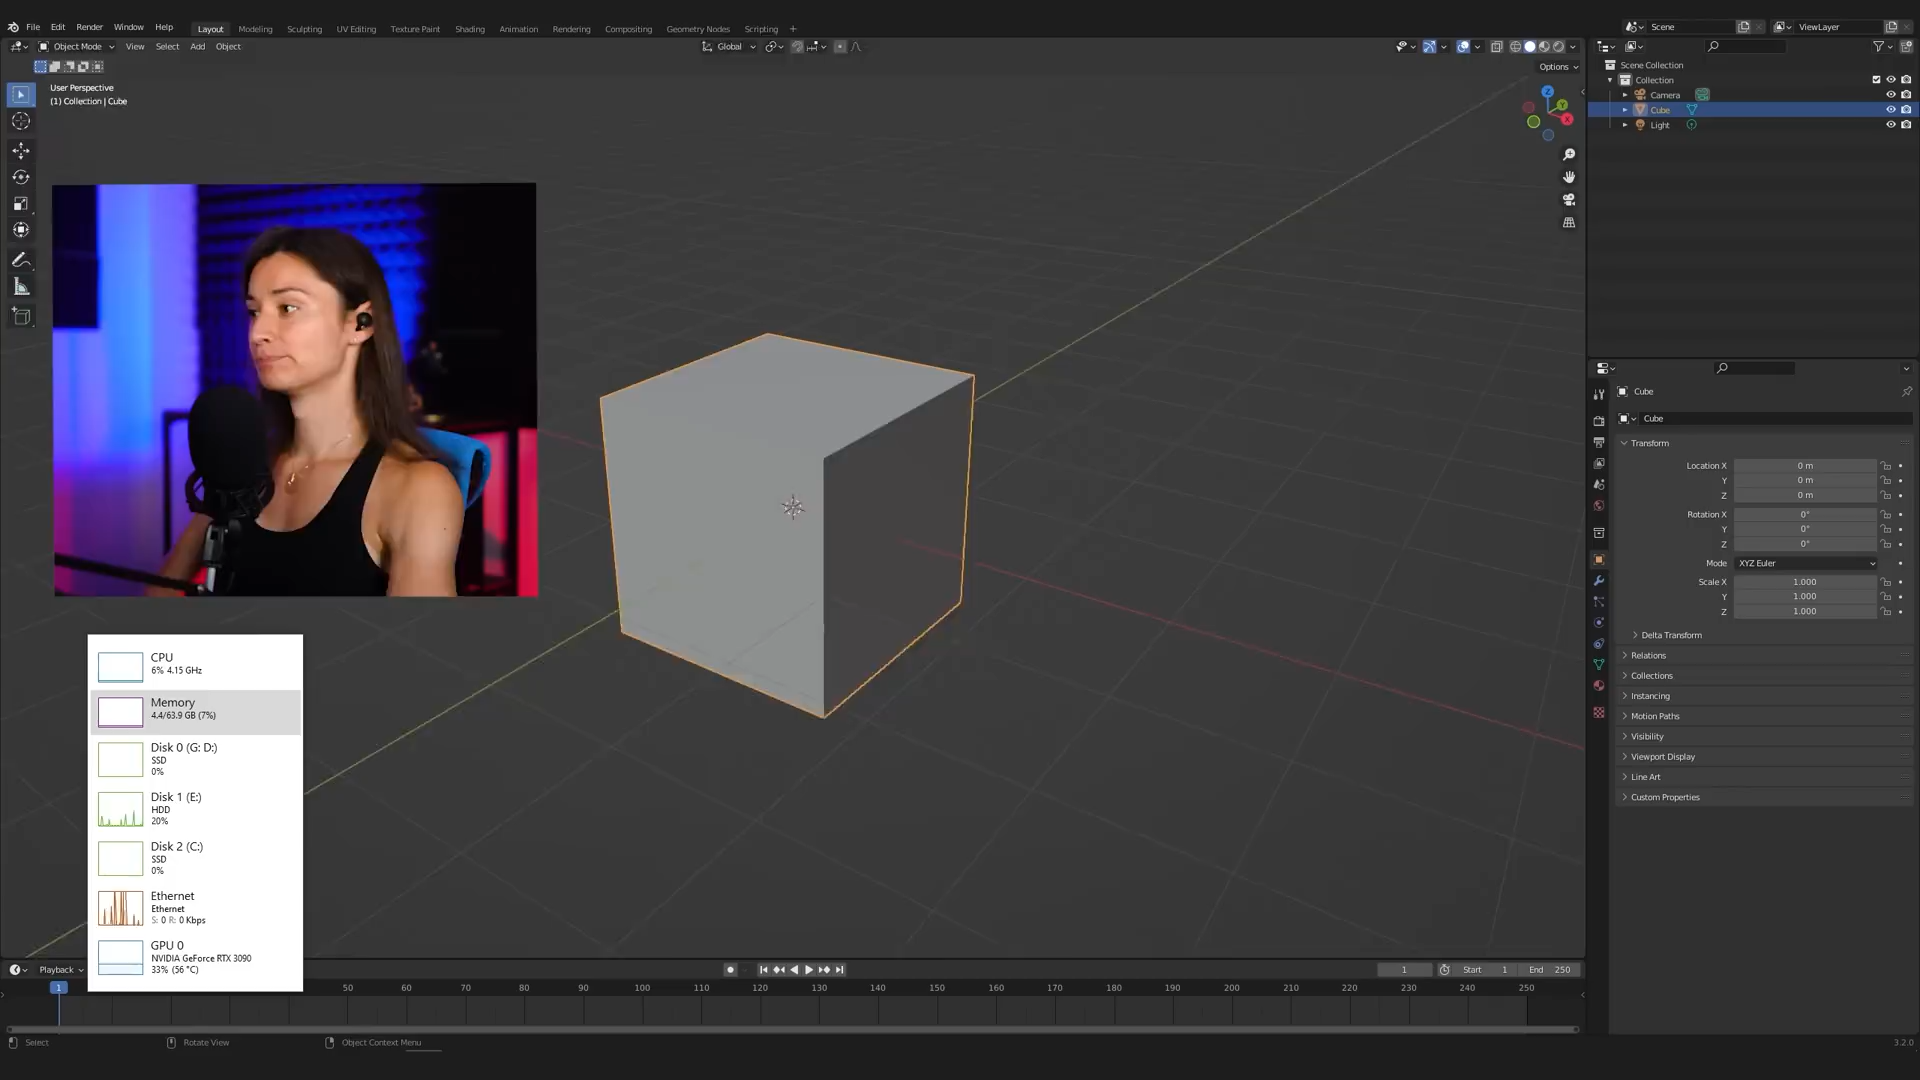 File Edit Render Window Help Layout Modeling Sculpting UV Editing Texture Paint Shading Animation Rendering Compositing Geometry Nodes Scripting + Scene ViewLayer
Object Mode View Select Add Object Global
Options
User Perspective
(1) Collection | Cube
Z
Y
X
Scene Collection
Collection
Camera
Cube
Light
Cube
Cube
Transform
Location X 0 m
Y 0 m
Z 0 m
Rotation X 0°
Y 0°
Z 0°
Mode XYZ Euler
Scale X 1.000
Y 1.000
Z 1.000
Delta Transform
Relations
Collections
Instancing
Motion Paths
Visibility
Viewport Display
Line Art
Custom Properties
CPU
6% 4.15 GHz
Memory
4.4/63.9 GB (7%)
Disk 0 (G: D:)
SSD
0%
Disk 1 (E:)
HDD
20%
Disk 2 (C:)
SSD
0%
Ethernet
Ethernet
S: 0 R: 0 Kbps
GPU 0
NVIDIA GeForce RTX 3090
33% (56 °C)
Playback 1 Start 1 End 250
1 50 60 70 80 90 100 110 120 130 140 150 160 170 180 190 200 210 220 230 240 250
Select Rotate View Object Context Menu 3.2.0